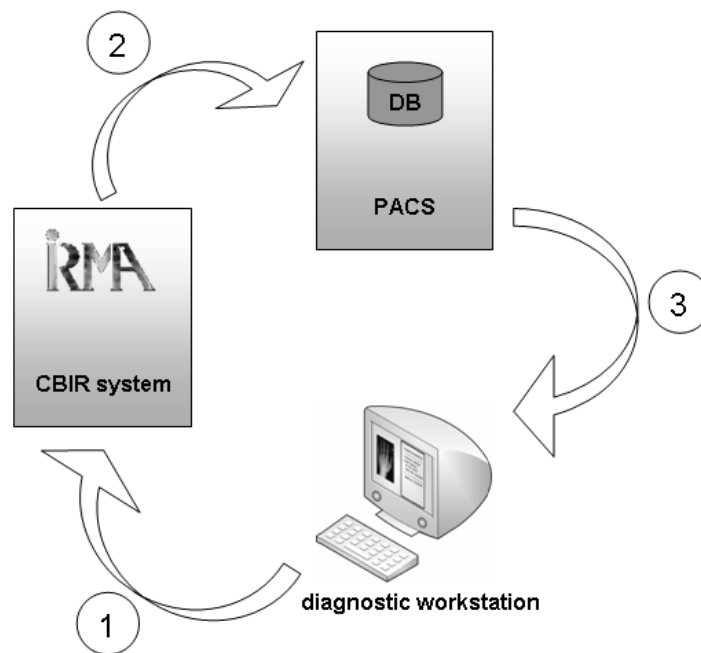 2
DB
PACS
IRMA
CBIR system
3
diagnostic workstation
1